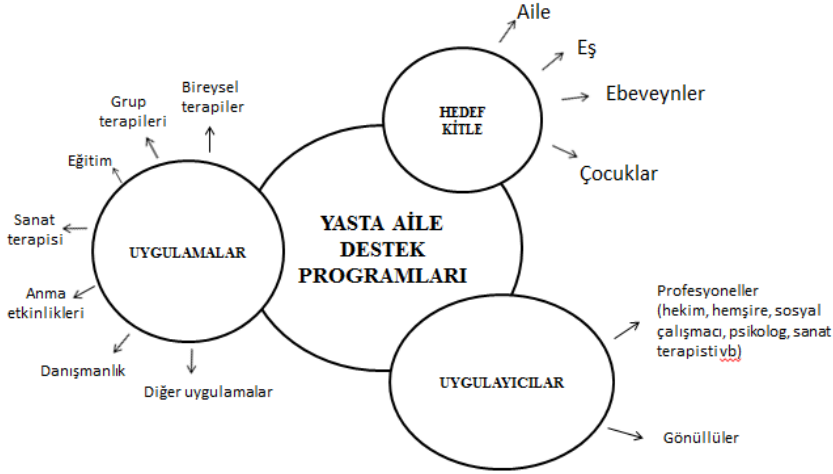 YASTA AİLE
DESTEK
PROGRAMLARI
HEDEF
KİTLE
Aile
Eş
Ebeveynler
Çocuklar
UYGULAMALAR
Bireysel
terapiler
Grup
terapileri
Eğitim
Sanat
terapisi
Anma
etkinlikleri
Danışmanlık
Diğer uygulamalar
UYGULAYICILAR
Profesyoneller
(hekim, hemşire, sosyal
çalışmacı, psikolog, sanat
terapisti vb)
Gönüllüler